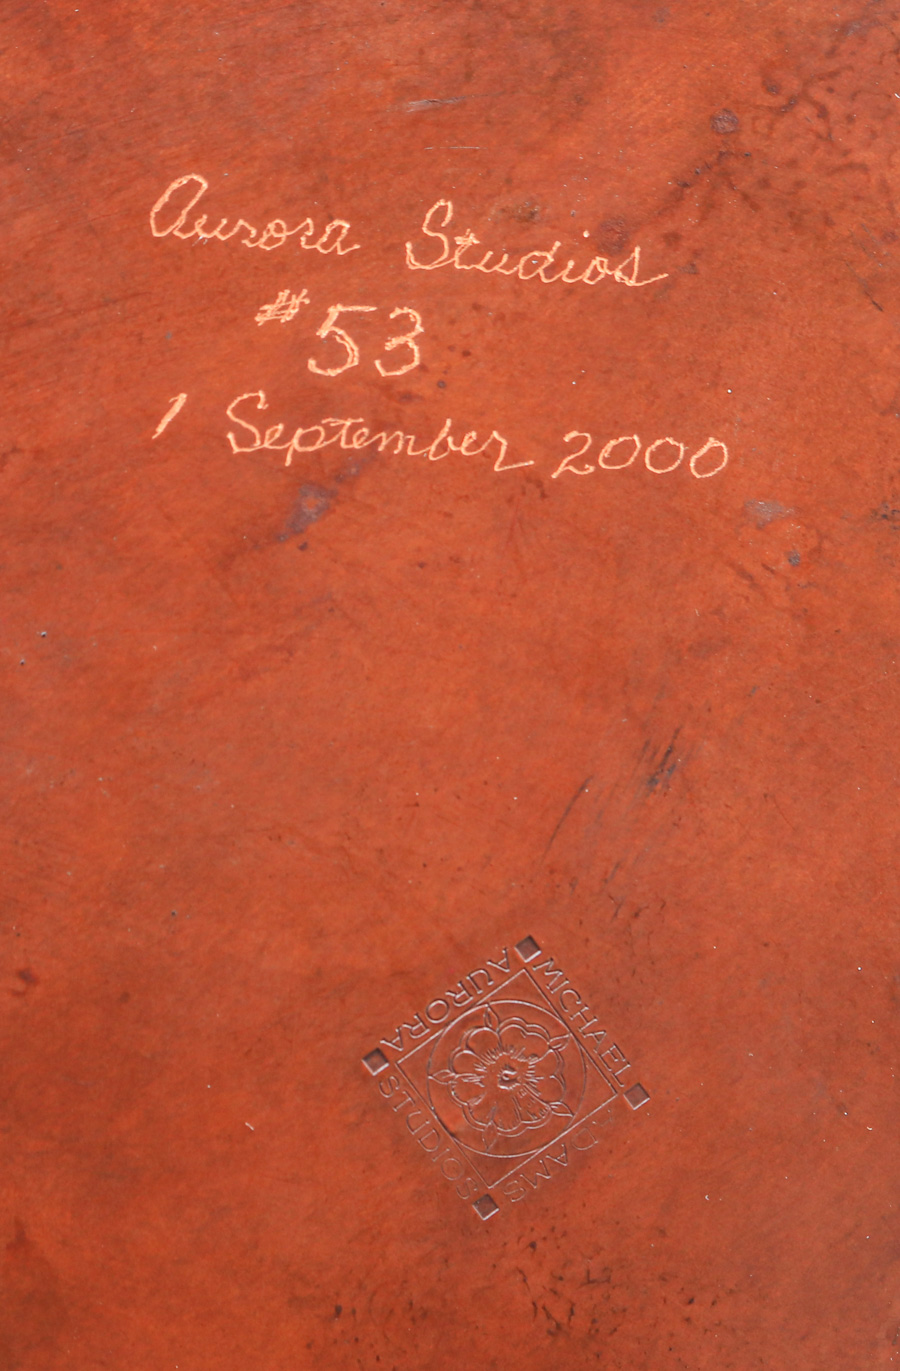 Aurora Studios
#53
1 September 2000
AURORA
MICHAEL
ADAMS
STUDIOS